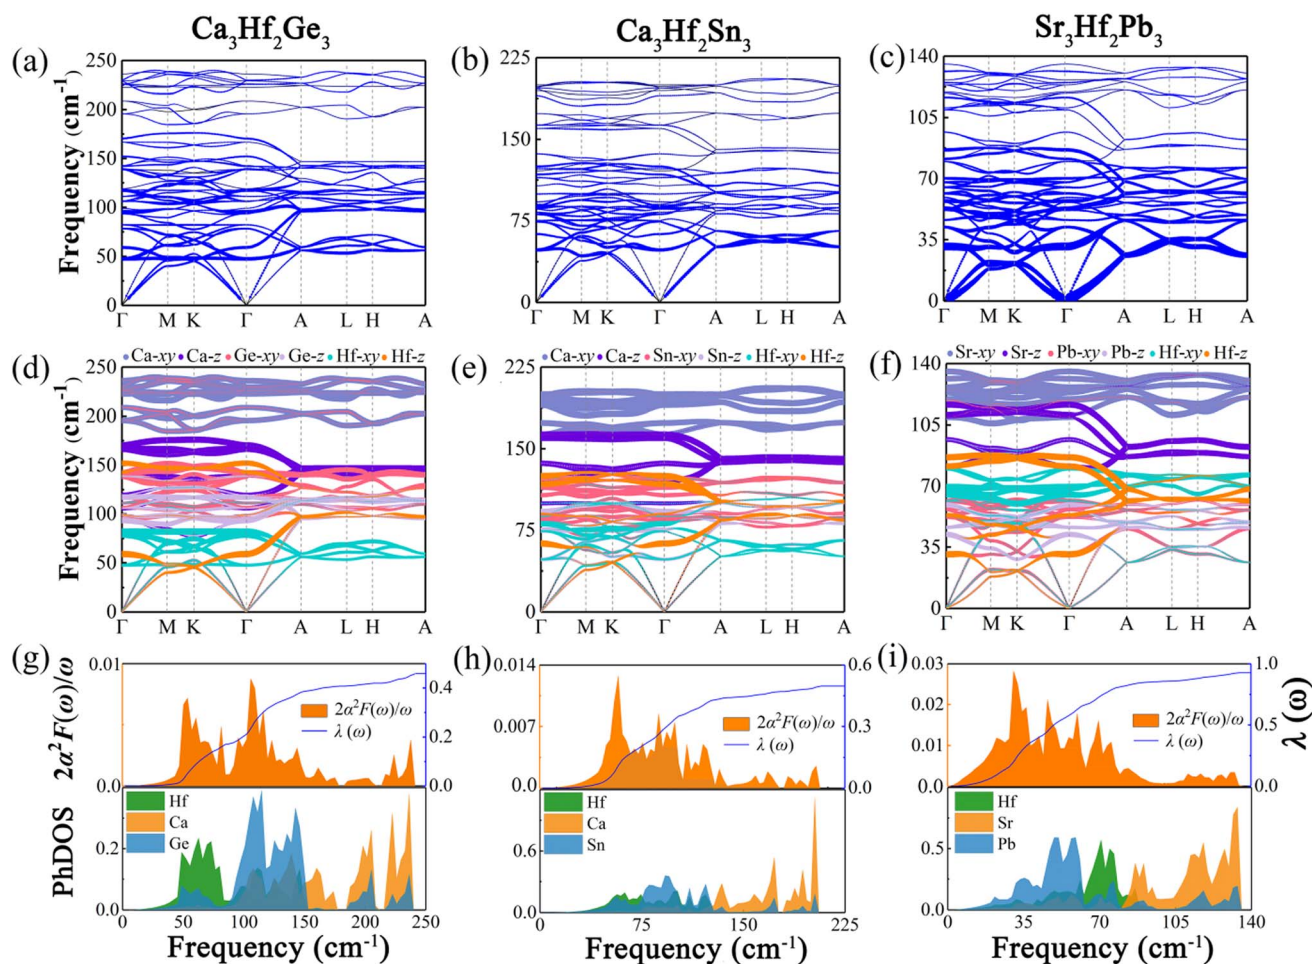 Ca3Hf2Ge3 Ca3Hf2Sn3 Sr3Hf2Pb3
(a) (b) (c)
Frequency (cm-1)
250
200
150
100
50
0
225
150
75
0
140
105
70
35
0
Γ M K Γ A L H A
Γ M K Γ A L H A
Γ M K Γ A L H A
Ca-xy Ca-z Ge-xy Ge-z Hf-xy Hf-z
Ca-xy Ca-z Sn-xy Sn-z Hf-xy Hf-z
Sr-xy Sr-z Pb-xy Pb-z Hf-xy Hf-z
(d) (e) (f)
Frequency (cm-1)
250
200
150
100
50
0
225
150
75
0
140
105
70
35
0
Γ M K Γ A L H A
Γ M K Γ A L H A
Γ M K Γ A L H A
(g) (h) (i)
2α2F(ω)/ω
0.01
0.0
0.4
0.2
0.0
2α2F(ω)/ω
λ (ω)
0.014
0.007
0.0
0.6
0.3
0.0
2α2F(ω)/ω
λ (ω)
0.03
0.02
0.01
0.0
1.0
0.5
0.0
2α2F(ω)/ω
λ (ω)
λ (ω)
PhDOS
0.2
0.0
Hf
Ca
Ge
0.6
0.0
Hf
Ca
Sn
0.5
0.0
Hf
Sr
Pb
0 50 100 150 200 250
0 75 150 225
0 35 70 105 140
Frequency (cm-1) Frequency (cm-1) Frequency (cm-1)